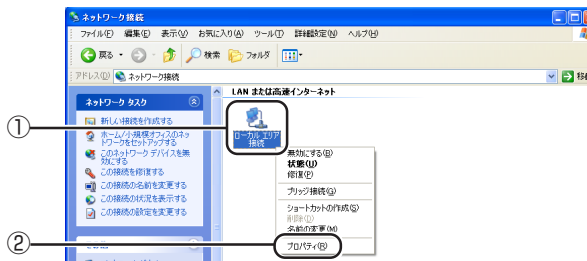 ネットワーク接続
ファイル(F) 編集(E) 表示(V) お気に入り(A) ツール(T) 詳細設定(N) ヘルプ(H)
戻る 検索 フォルダ
アドレス(D) ネットワーク接続 移動
ネットワーク タスク
新しい接続を作成する
ホーム/小規模オフィスのネットワークをセットアップする
このネットワーク デバイスを無効にする
この接続を修復する
この接続の名前を変更する
この接続の状況を表示する
この接続の設定を変更する
LAN または高速インターネット
①
ローカル エリア接続
無効にする(B)
状態(U)
修復(P)
ブリッジ接続(G)
ショートカットの作成(S)
削除(D)
名前の変更(M)
②
プロパティ(R)